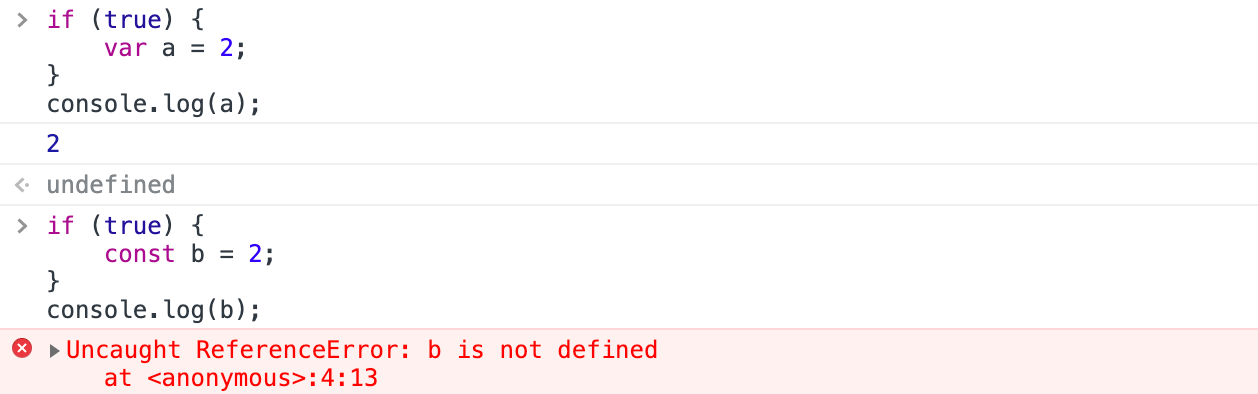 if (true) {
    var a = 2;
}
console.log(a);
2
undefined
if (true) {
    const b = 2;
}
console.log(b);
Uncaught ReferenceError: b is not defined
    at <anonymous>:4:13